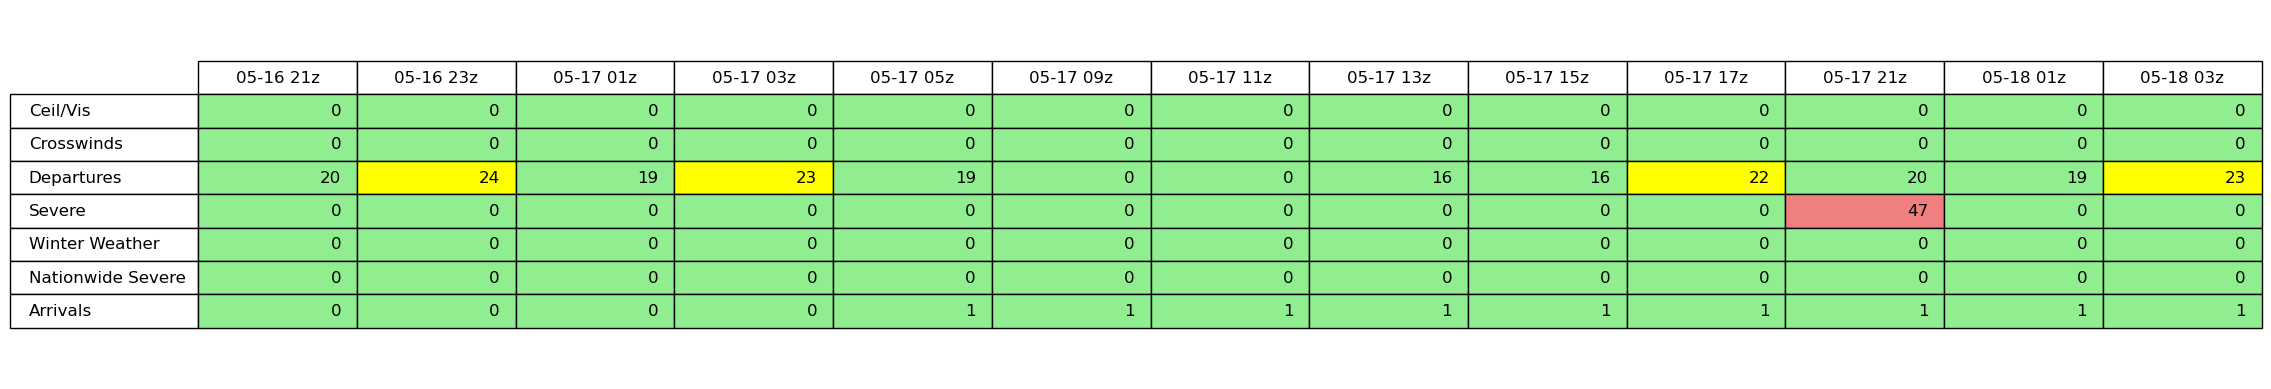 05-16 21z 05-16 23z 05-17 01z 05-17 03z 05-17 05z 05-17 09z 05-17 11z 05-17 13z 05-17 15z 05-17 17z 05-17 21z 05-18 01z 05-18 03z
Ceil/Vis 0 0 0 0 0 0 0 0 0 0 0 0 0
Crosswinds 0 0 0 0 0 0 0 0 0 0 0 0 0
Departures 20 24 19 23 19 0 0 16 16 22 20 19 23
Severe 0 0 0 0 0 0 0 0 0 0 47 0 0
Winter Weather 0 0 0 0 0 0 0 0 0 0 0 0 0
Nationwide Severe 0 0 0 0 0 0 0 0 0 0 0 0 0
Arrivals 0 0 0 0 1 1 1 1 1 1 1 1 1